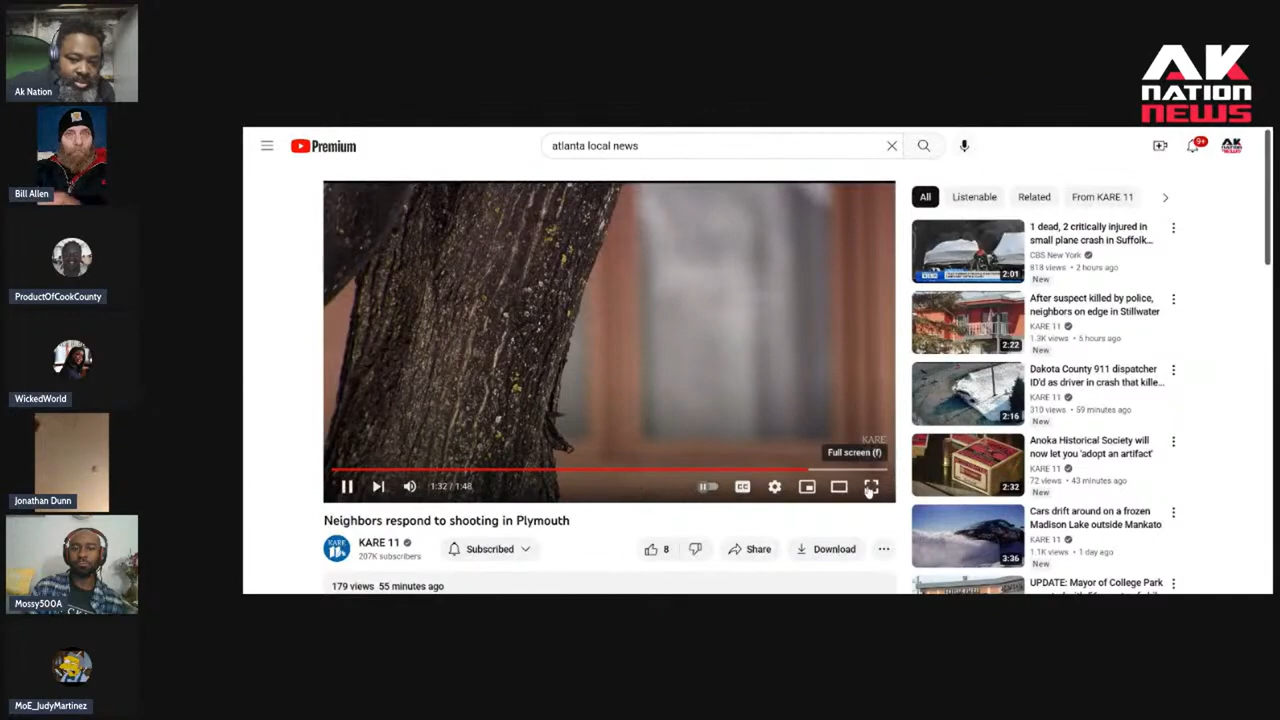 Ak Nation
Bill Allen
ProductOfCookCounty
WickedWorld
Jonathan Dunn
Mossy500A
MoE_JudyMartinez
AK
NATION
NEWS
Premium
atlanta local news
9+
KARE
Full screen (f)
1:32 / 1:48
CC
Neighbors respond to shooting in Plymouth
KARE 11
207K subscribers
Subscribed
8
Share
Download
179 views 55 minutes ago
All
Listenable
Related
From KARE 11
2:01
1 dead, 2 critically injured in
small plane crash in Suffolk...
CBS New York
818 views • 2 hours ago
New
2:22
After suspect killed by police,
neighbors on edge in Stillwater
KARE 11
1.3K views • 5 hours ago
New
2:16
Dakota County 911 dispatcher
ID'd as driver in crash that kille...
KARE 11
310 views • 59 minutes ago
New
2:32
Anoka Historical Society will
now let you 'adopt an artifact'
KARE 11
72 views • 43 minutes ago
New
3:36
Cars drift around on a frozen
Madison Lake outside Mankato
KARE 11
1.1K views • 1 day ago
New
UPDATE: Mayor of College Park